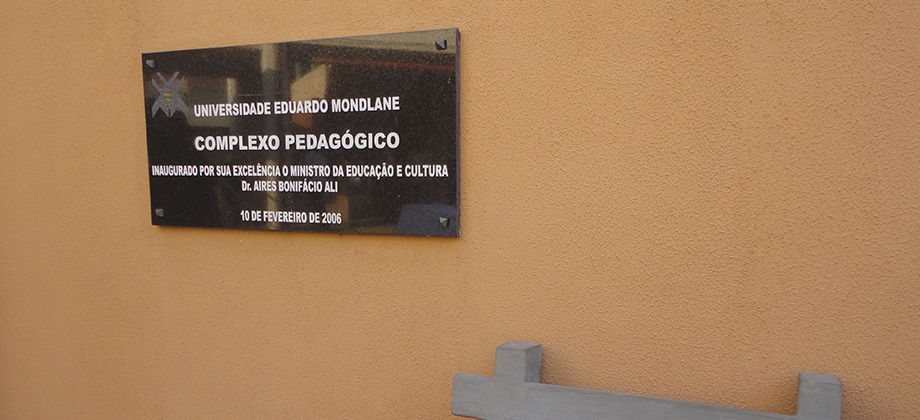 UNIVERSIDADE EDUARDO MONDLANE
COMPLEXO PEDAGÓGICO
INAUGURADO POR SUA EXCELÊNCIA O MINISTRO DA EDUCAÇÃO E CULTURA
Dr. AIRES BONIFÁCIO ALI
10 DE FEVEREIRO DE 2006